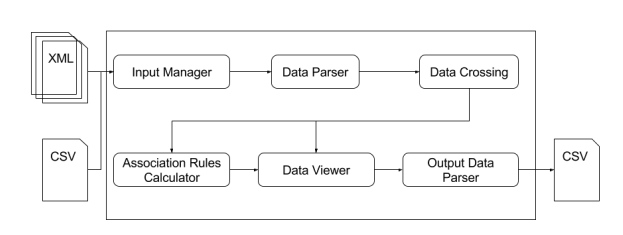 XML
Input Manager
Data Parser
Data Crossing
CSV
Association Rules
Calculator
Data Viewer
Output Data
Parser
CSV